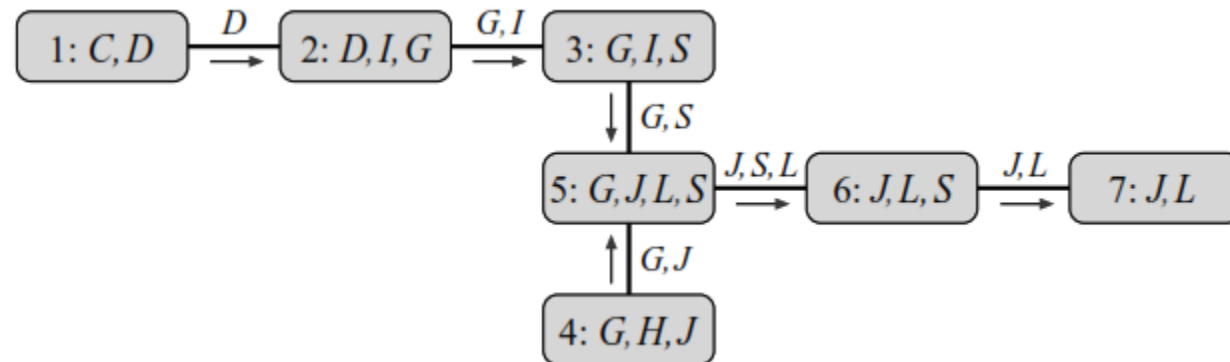 D
G,I
1: C,D
2: D,I,G
3: G,I,S
G,S
J,S,L
J,L
5: G,J,L,S
6: J,L,S
7: J,L
G,J
4: G,H,J